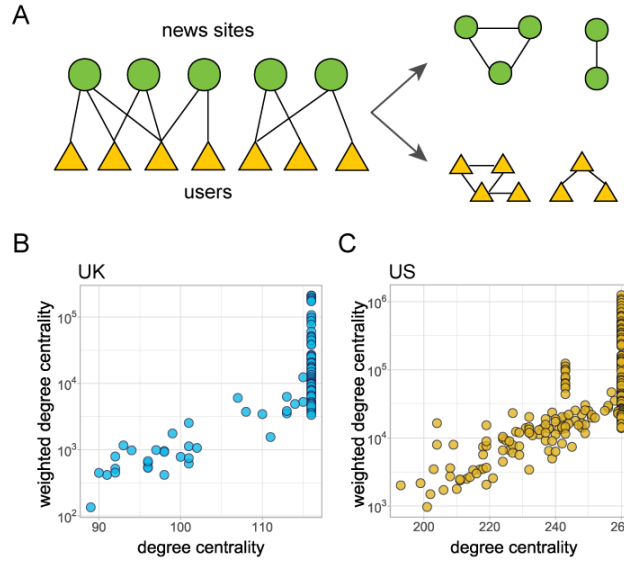 A
news sites
users
B
UK
weighted degree centrality
10^5
10^4
10^3
10^2
90
100
110
degree centrality
C
US
weighted degree centrality
10^6
10^5
10^4
10^3
200
220
240
degree centrality